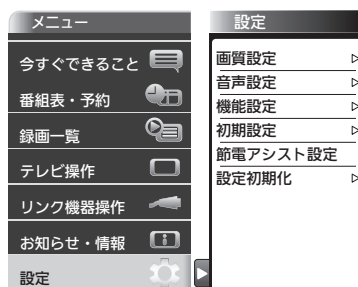 メニュー
今すぐできること
番組表・予約
録画一覧
テレビ操作
リンク機器操作
お知らせ・情報
設定
設定
画質設定
音声設定
機能設定
初期設定
節電アシスト設定
設定初期化